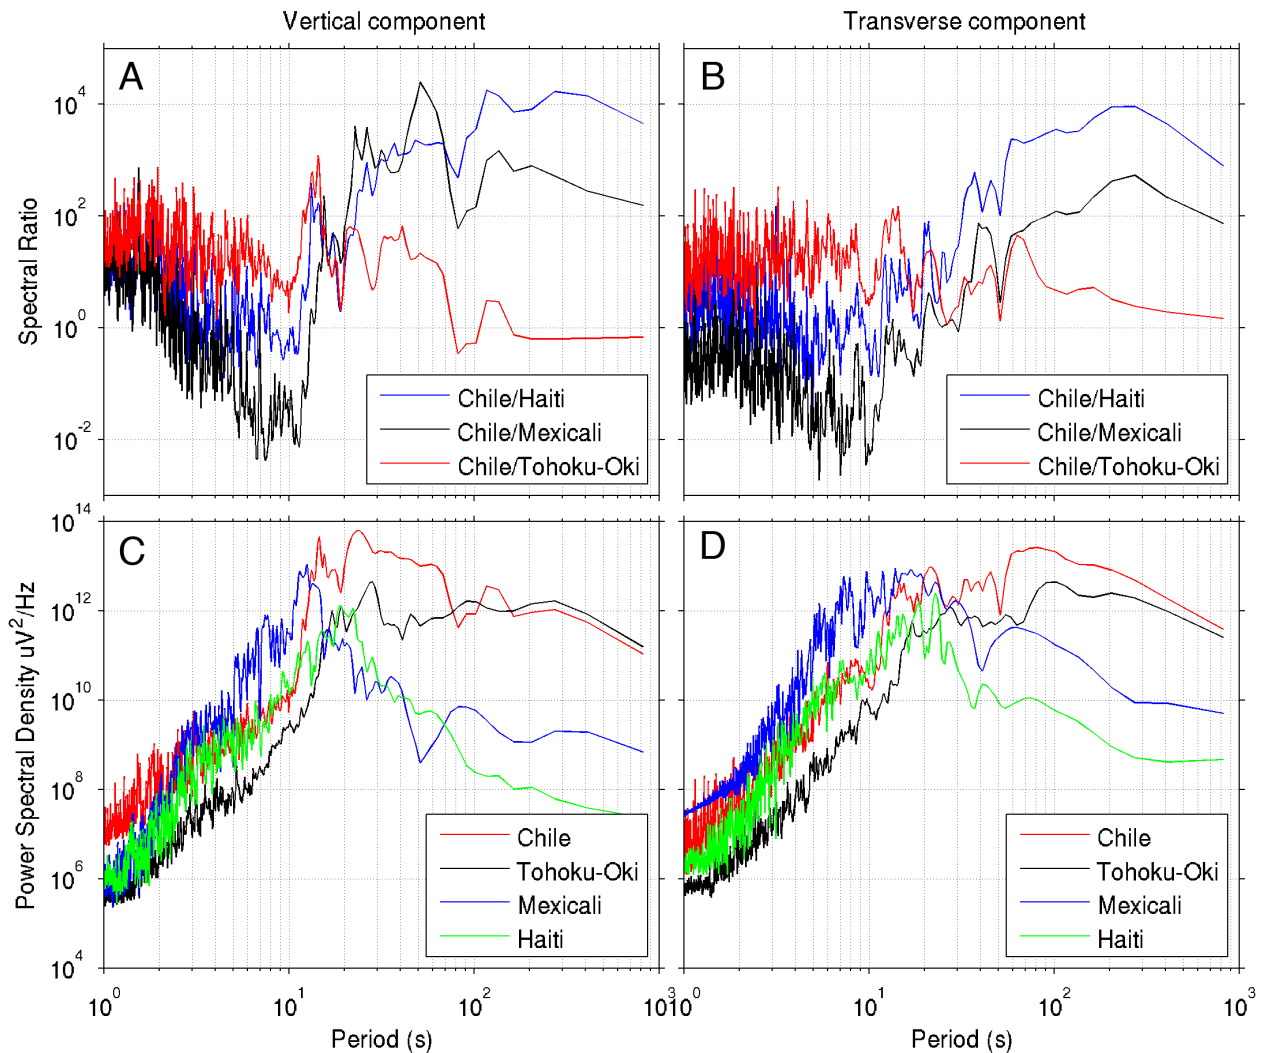 Vertical component
Transverse component
A
B
Spectral Ratio
10^4
10^2
10^0
10^-2
Chile/Haiti
Chile/Mexicali
Chile/Tohoku-Oki
Chile/Haiti
Chile/Mexicali
Chile/Tohoku-Oki
C
D
Power Spectral Density uV^2/Hz
10^14
10^12
10^10
10^8
10^6
10^4
Chile
Tohoku-Oki
Mexicali
Haiti
Chile
Tohoku-Oki
Mexicali
Haiti
10^0
10^1
10^2
10^3
10^0
10^1
10^2
10^3
Period (s)
Period (s)